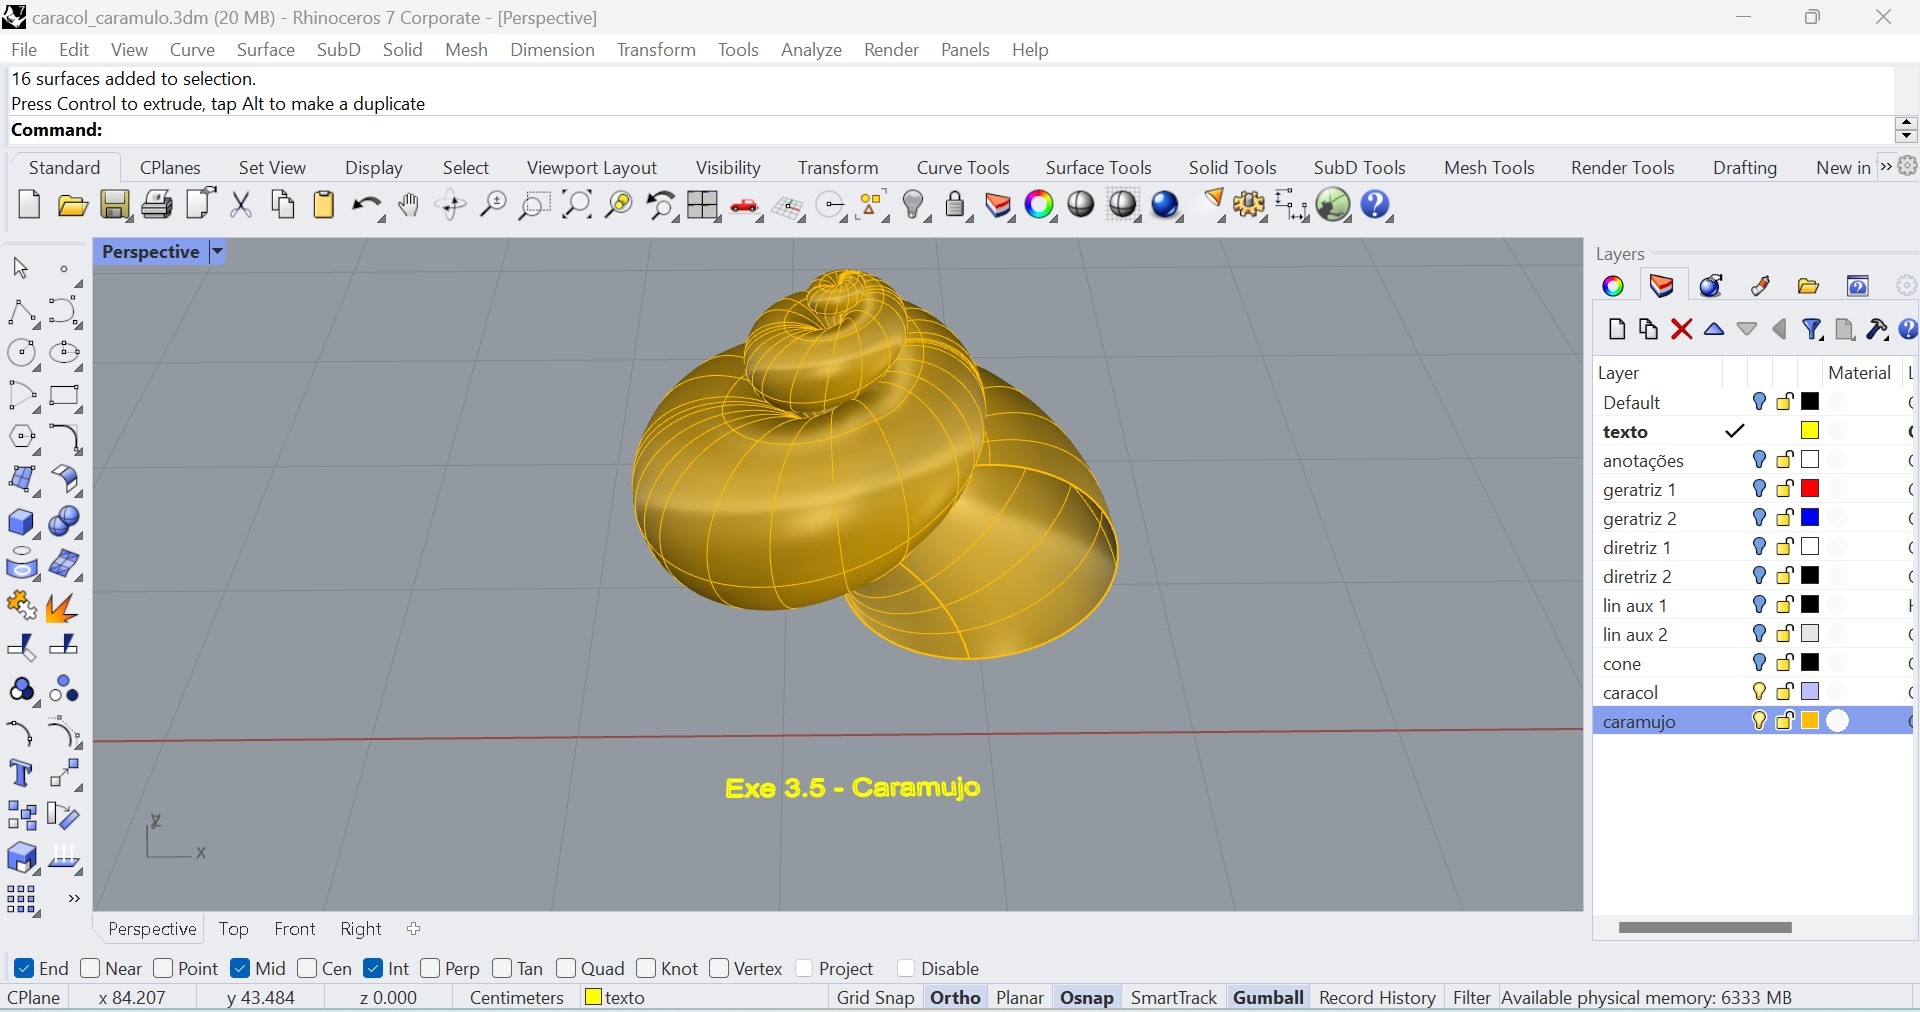 caracol_caramulo.3dm (20 MB) - Rhinoceros 7 Corporate - [Perspective]
File Edit View Curve Surface SubD Solid Mesh Dimension Transform Tools Analyze Render Panels Help
16 surfaces added to selection.
Press Control to extrude, tap Alt to make a duplicate
Command:
Standard CPlanes Set View Display Select Viewport Layout Visibility Transform Curve Tools Surface Tools Solid Tools SubD Tools Mesh Tools Render Tools Drafting New in
Perspective
Layers
Layer Material
Default
texto
anotações
geratriz 1
geratriz 2
diretriz 1
diretriz 2
lin aux 1
lin aux 2
cone
caracol
caramujo
Exe 3.5 - Caramujo
x
Perspective Top Front Right
End Near Point Mid Cen Int Perp Tan Quad Knot Vertex Project Disable
CPlane x 84.207 y 43.484 z 0.000 Centimeters texto Grid Snap Ortho Planar Osnap SmartTrack Gumball Record History Filter Available physical memory: 6333 MB